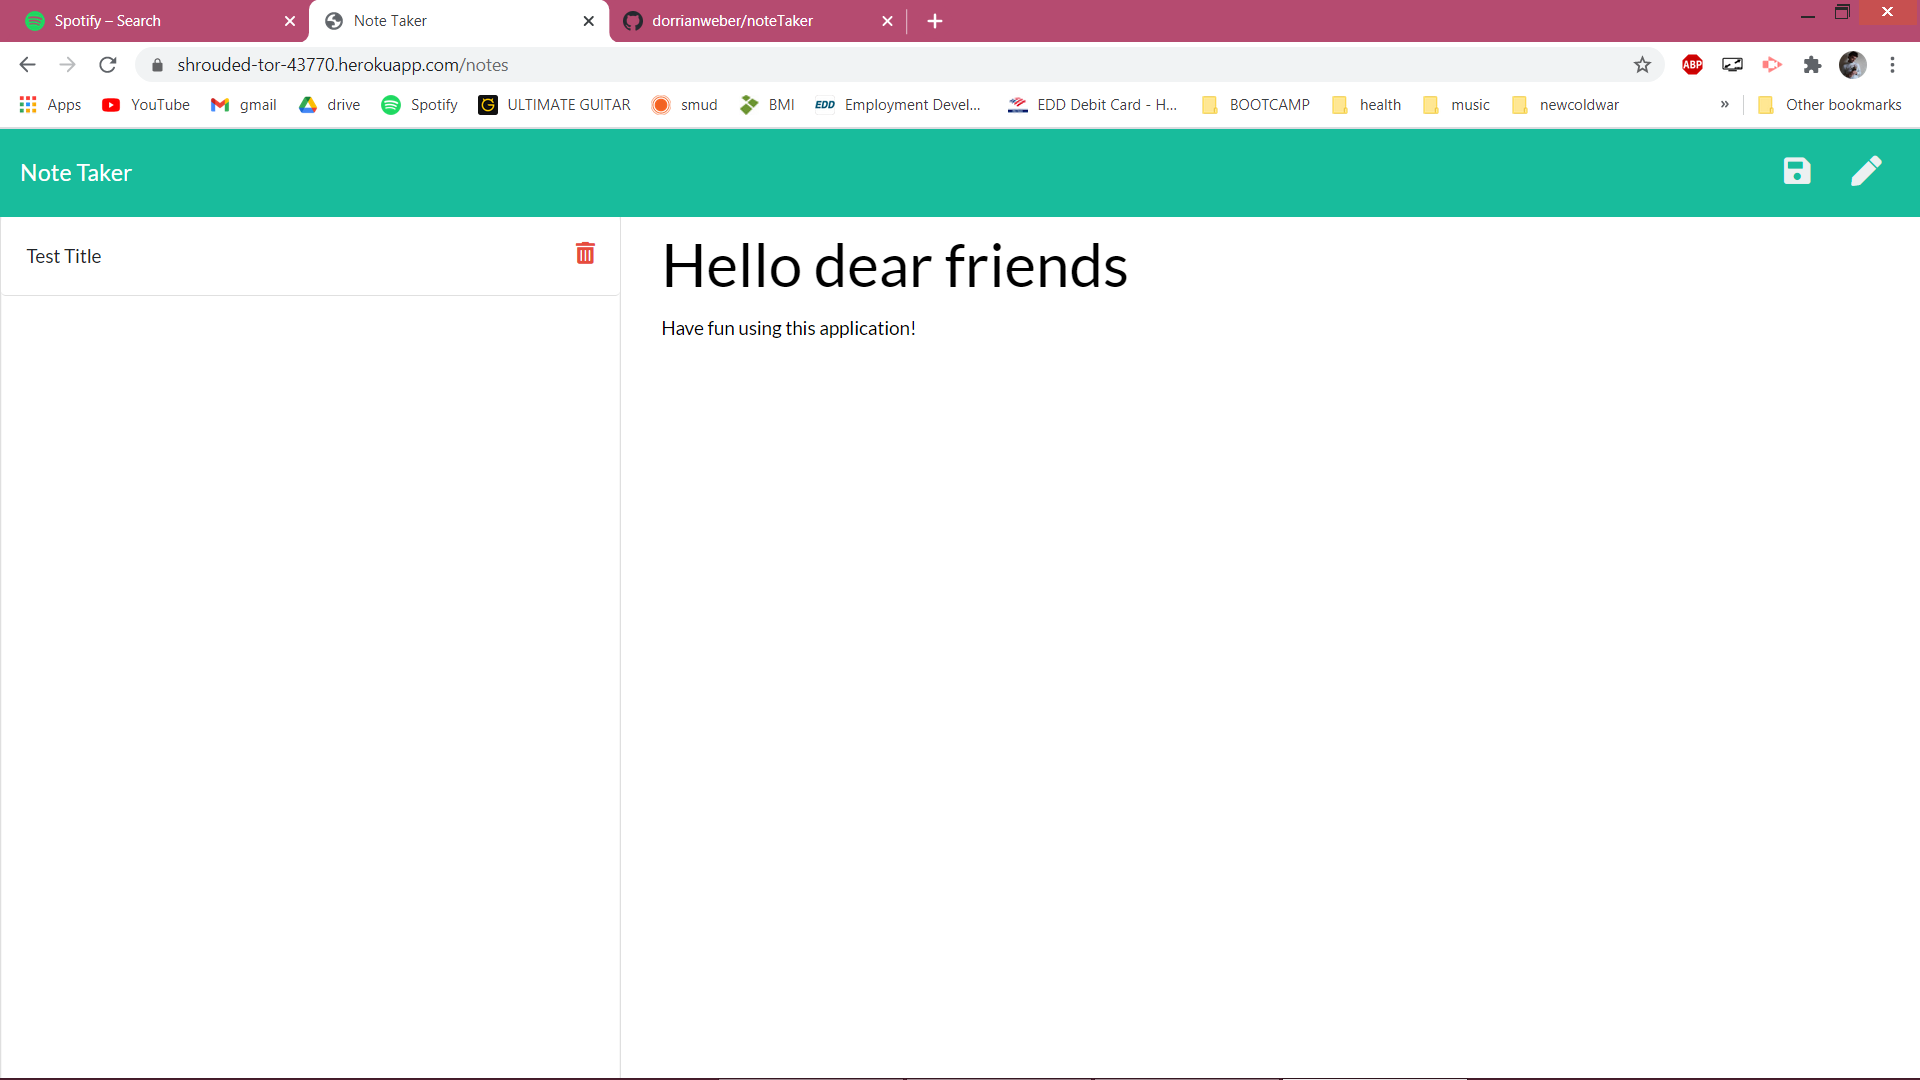 Spotify – Search
Note Taker
dorrianweber/noteTaker
shrouded-tor-43770.herokuapp.com/notes
ABP
Apps YouTube gmail drive Spotify G ULTIMATE GUITAR smud BMI EDD Employment Devel... EDD Debit Card - H... BOOTCAMP health music newcoldwar » Other bookmarks
Note Taker
Test Title
Hello dear friends
Have fun using this application!